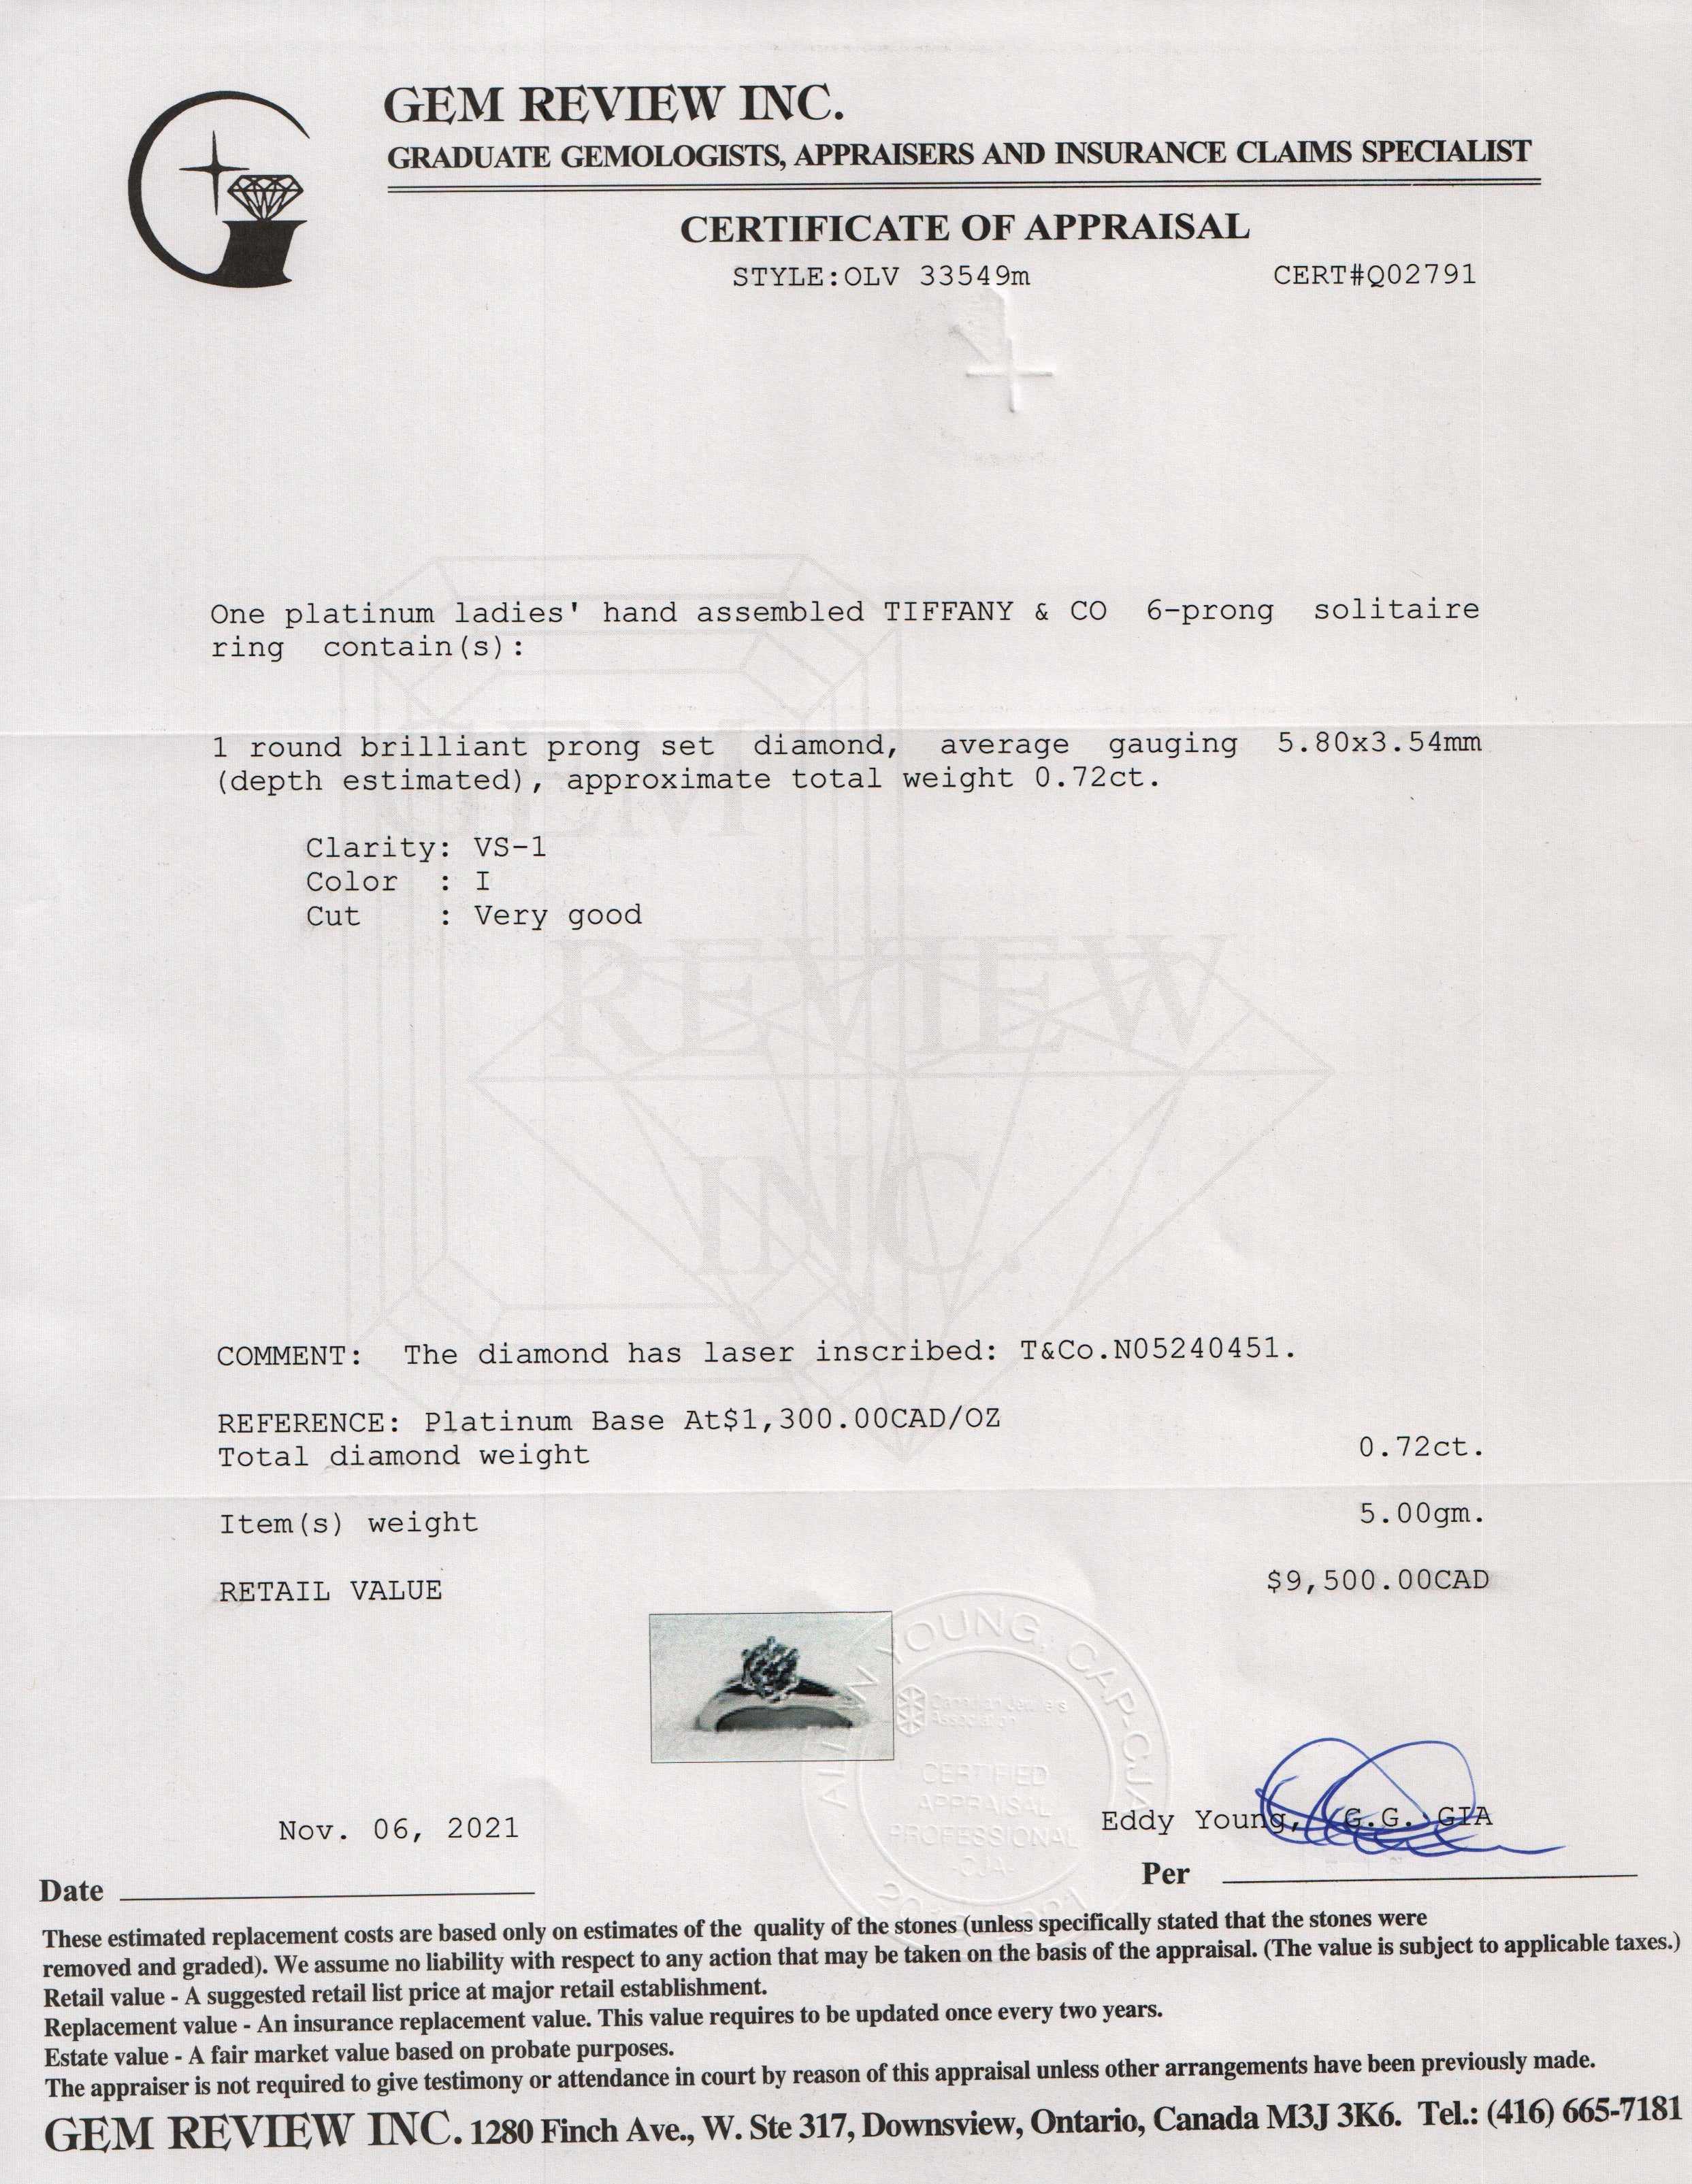 GEM REVIEW INC.
GRADUATE GEMOLOGISTS, APPRAISERS AND INSURANCE CLAIMS SPECIALIST
CERTIFICATE OF APPRAISAL
STYLE:OLV 33549m CERT#Q02791
One platinum ladies' hand assembled TIFFANY & CO 6-prong solitaire
ring contain(s):
1 round brilliant prong set diamond, average gauging 5.80x3.54mm
(depth estimated), approximate total weight 0.72ct.
Clarity: VS-1
Color : I
Cut : Very good
GEM
REVIEW
INC.
COMMENT: The diamond has laser inscribed: T&Co.N05240451.
REFERENCE: Platinum Base At$1,300.00CAD/OZ
Total diamond weight 0.72ct.
Item(s) weight 5.00gm.
RETAIL VALUE $9,500.00CAD
YOUNG, CAP-CJA
Canadian Jewellers
Association
CERTIFIED
APPRAISAL
PROFESSIONAL
-CJA-
Nov. 06, 2021 Eddy Young, G.G. GIA
Date Per
These estimated replacement costs are based only on estimates of the quality of the stones (unless specifically stated that the stones were
removed and graded). We assume no liability with respect to any action that may be taken on the basis of the appraisal. (The value is subject to applicable taxes.)
Retail value - A suggested retail list price at major retail establishment.
Replacement value - An insurance replacement value. This value requires to be updated once every two years.
Estate value - A fair market value based on probate purposes.
The appraiser is not required to give testimony or attendance in court by reason of this appraisal unless other arrangements have been previously made.
GEM REVIEW INC. 1280 Finch Ave., W. Ste 317, Downsview, Ontario, Canada M3J 3K6. Tel.: (416) 665-7181